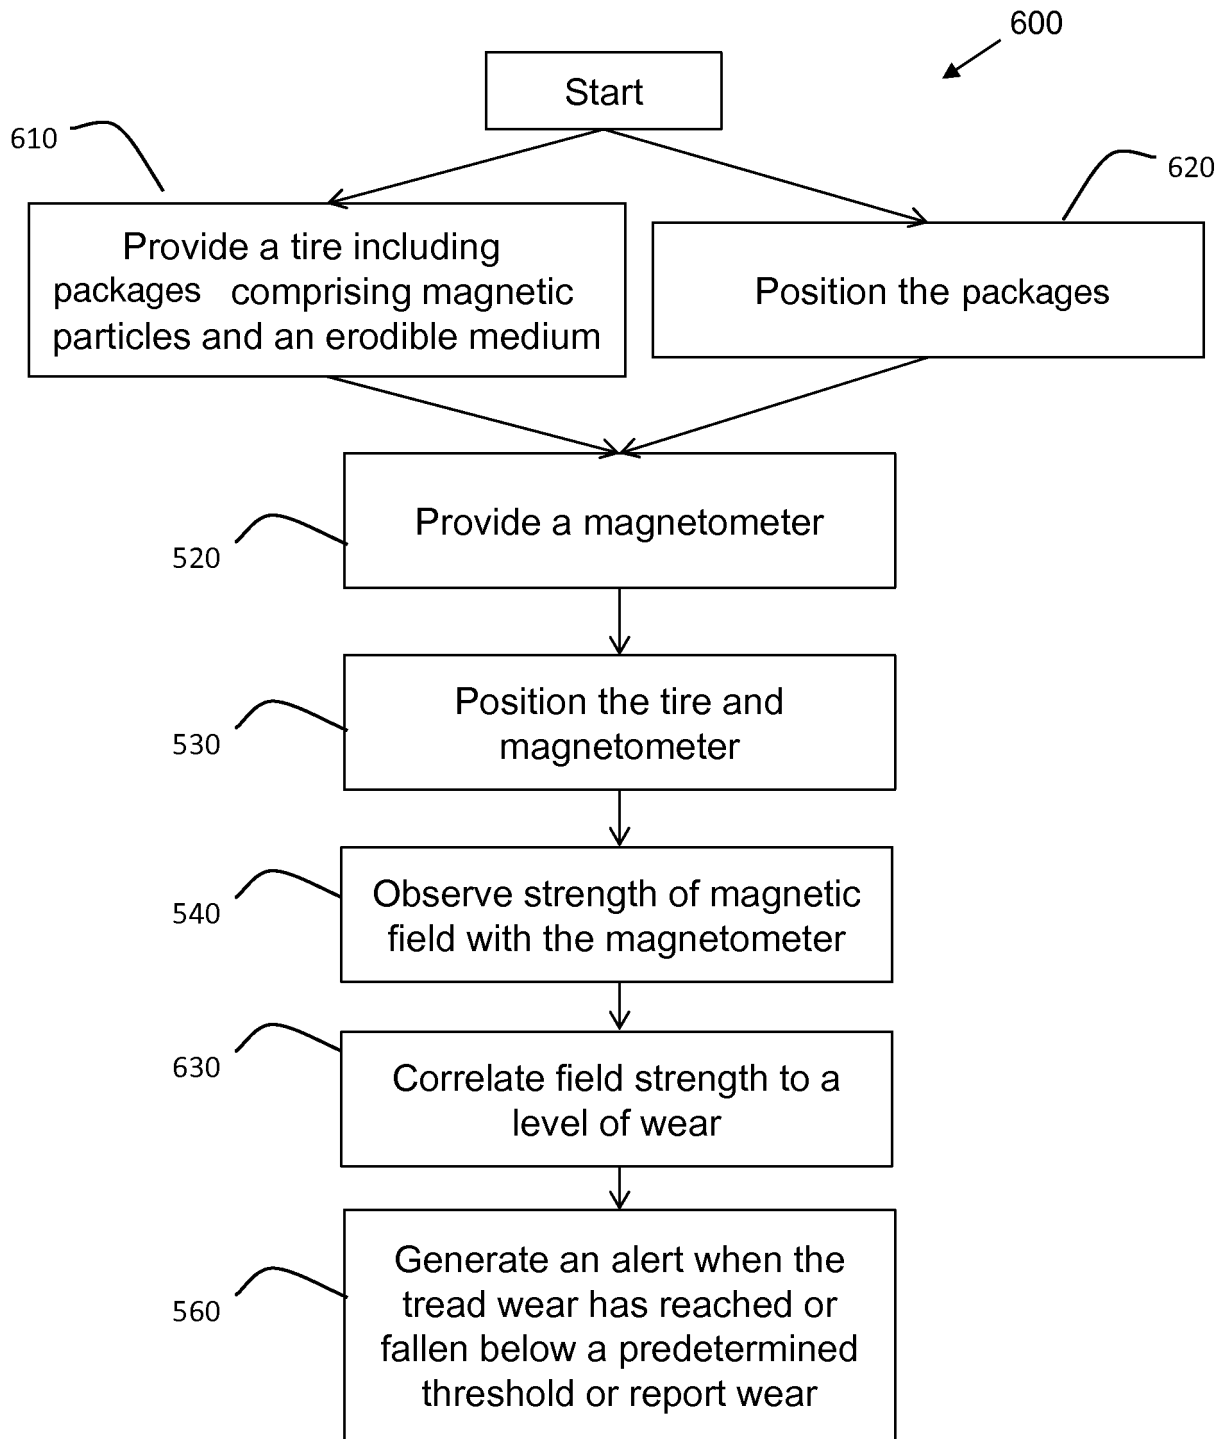 600
Start
610
620
Provide a tire including
packages comprising magnetic
particles and an erodible medium
Position the packages
Provide a magnetometer
520
Position the tire and
magnetometer
530
Observe strength of magnetic
field with the magnetometer
540
Correlate field strength to a
level of wear
630
Generate an alert when the
tread wear has reached or
fallen below a predetermined
threshold or report wear
560